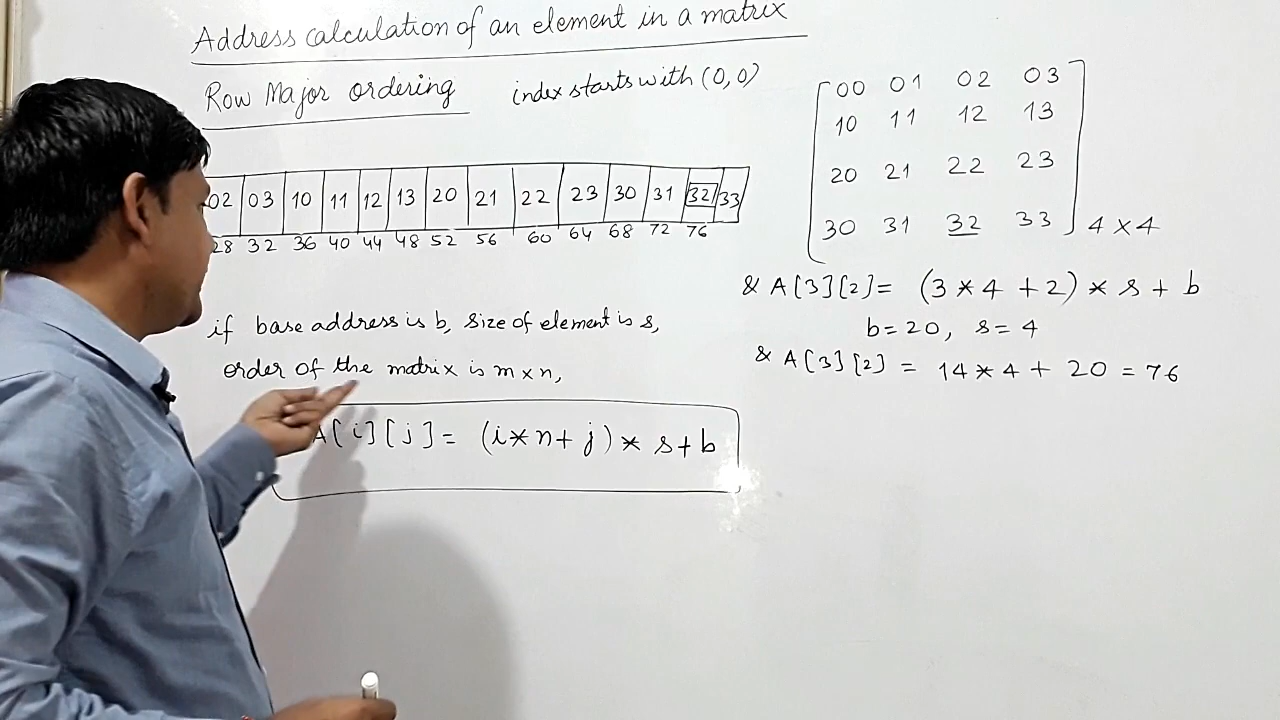 Address calculation of an element in a matrix
Row Major ordering index starts with (0,0)
02 03 10 11 12 13 20 21 22 23 30 31 32 33
28 32 36 40 44 48 52 56 60 64 68 72 76
if base address is b, size of element is s,
order of the matrix is m x n,
A[i][j] = (i*n+j)* s+b
00 01 02 03
10 11 12 13
20 21 22 23
30 31 32 33 4 x 4
& A[3][2] = (3*4+2)* s + b
b=20, s=4
& A[3][2] = 14*4+ 20 = 76